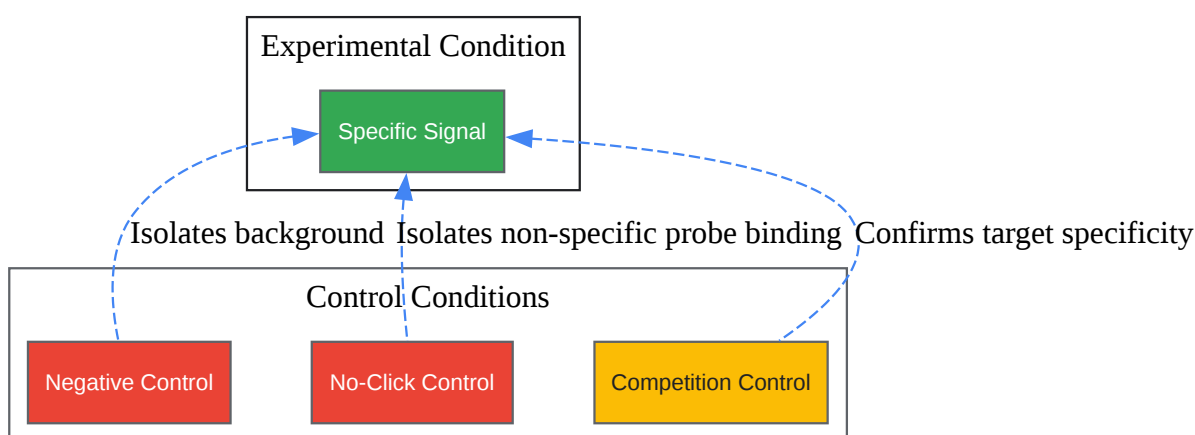 Experimental Condition
Specific Signal
Isolates background
Isolates non-specific probe binding
Confirms target specificity
Control Conditions
Negative Control
No-Click Control
Competition Control